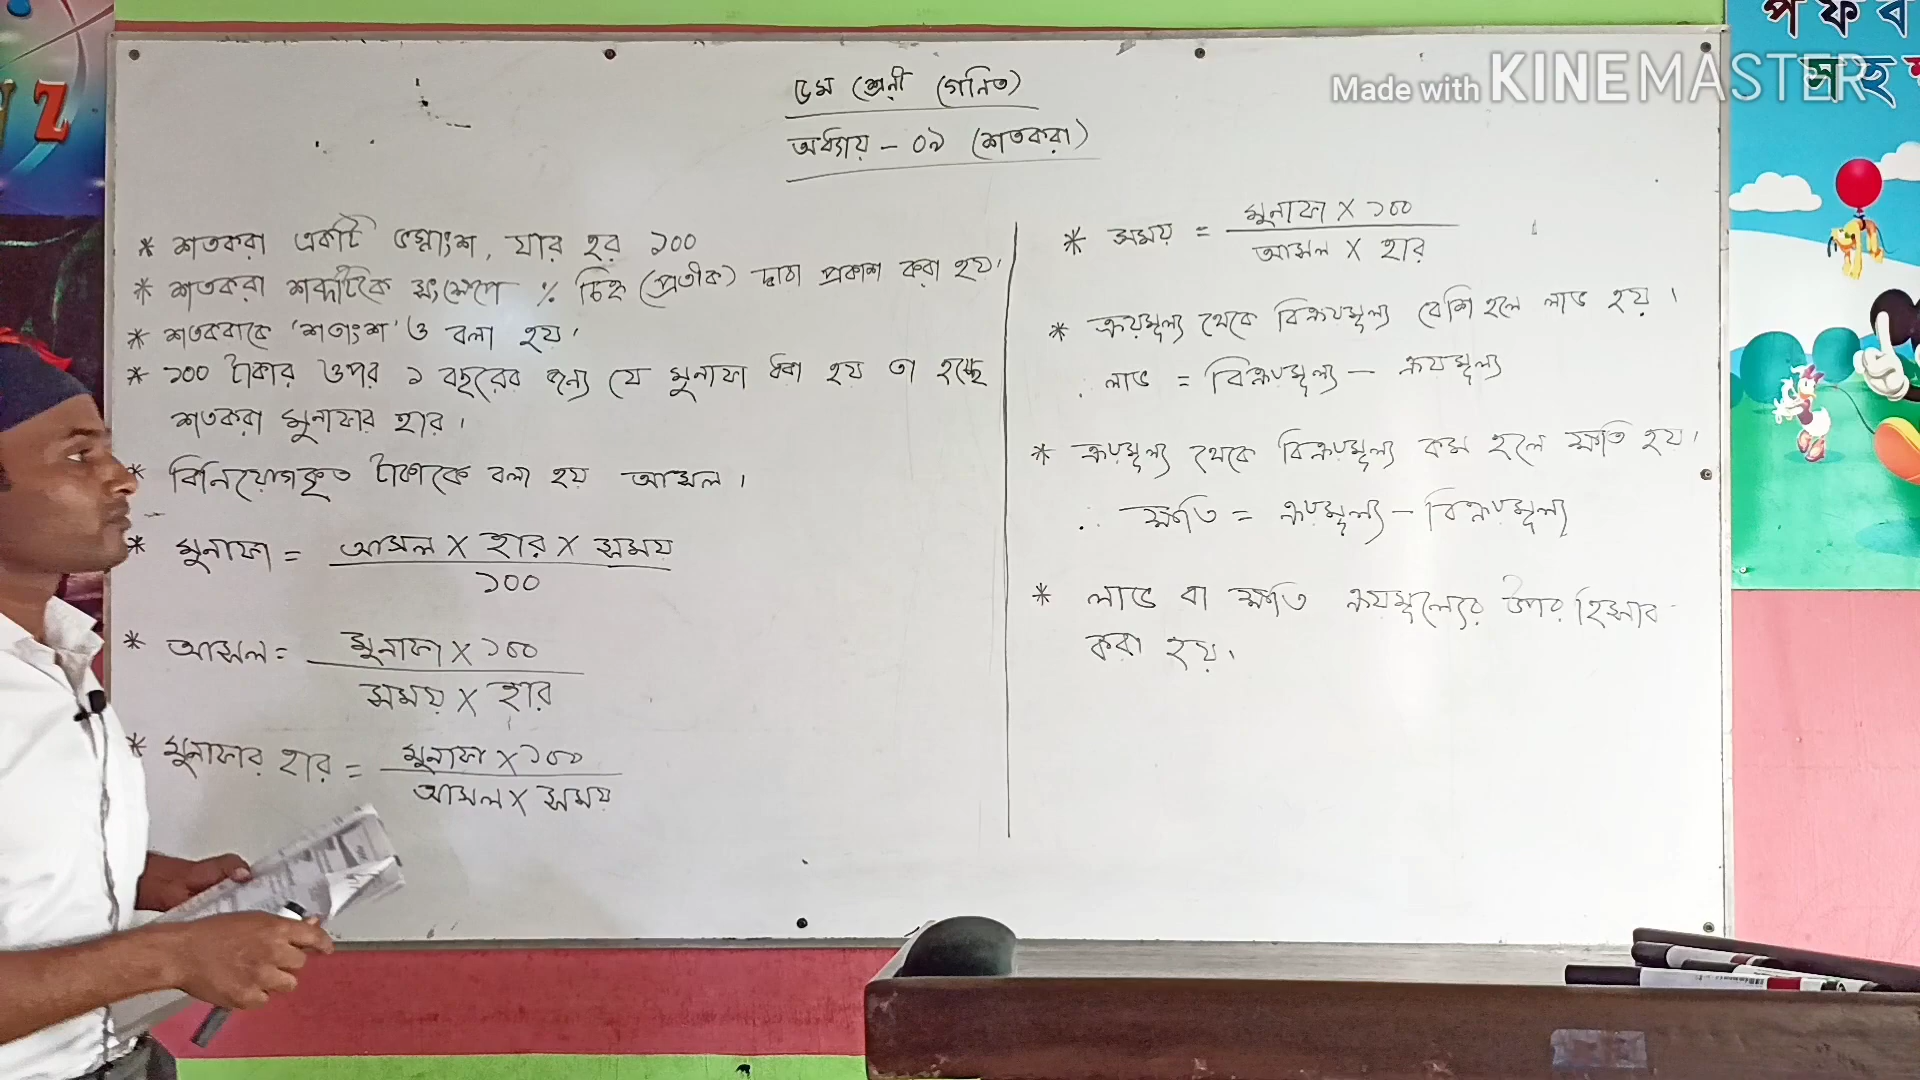 Z
Made with KINEMASTER
প ফ ব
স হ
৫ম শ্রেণী (গনিত)
অধ্যায় - ০৯ (শতকরা)
* শতকরা একটি ভগ্নাংশ, যার হর ১০০
* শতকরা শব্দটিকে সংক্ষেপে % চিহ্ন (প্রতীক) দ্বারা প্রকাশ করা হয়।
* শতকরাকে 'শতাংশ' ও বলা হয়।
* ১০০ টাকার উপর ১ বছরের জন্য যে মুনাফা ধরা হয় তা হচ্ছে
শতকরা মুনাফার হার।
* বিনিয়োগকৃত টাকাকে বলা হয় আসল।
* মুনাফা = আসল X হার X সময়
১০০
* আসল = মুনাফা X ১০০
সময় X হার
* মুনাফার হার = মুনাফা X ১০০
আসল X সময়
* সময় = মুনাফা X ১০০
আসল X হার
* ক্রয়মূল্য থেকে বিক্রয়মূল্য বেশি হলে লাভ হয়।
∴ লাভ = বিক্রয়মূল্য - ক্রয়মূল্য
* ক্রয়মূল্য থেকে বিক্রয়মূল্য কম হলে ক্ষতি হয়।
∴ ক্ষতি = ক্রয়মূল্য - বিক্রয়মূল্য
* লাভ বা ক্ষতি ক্রয়মূল্যের উপর হিসাব
করা হয়।